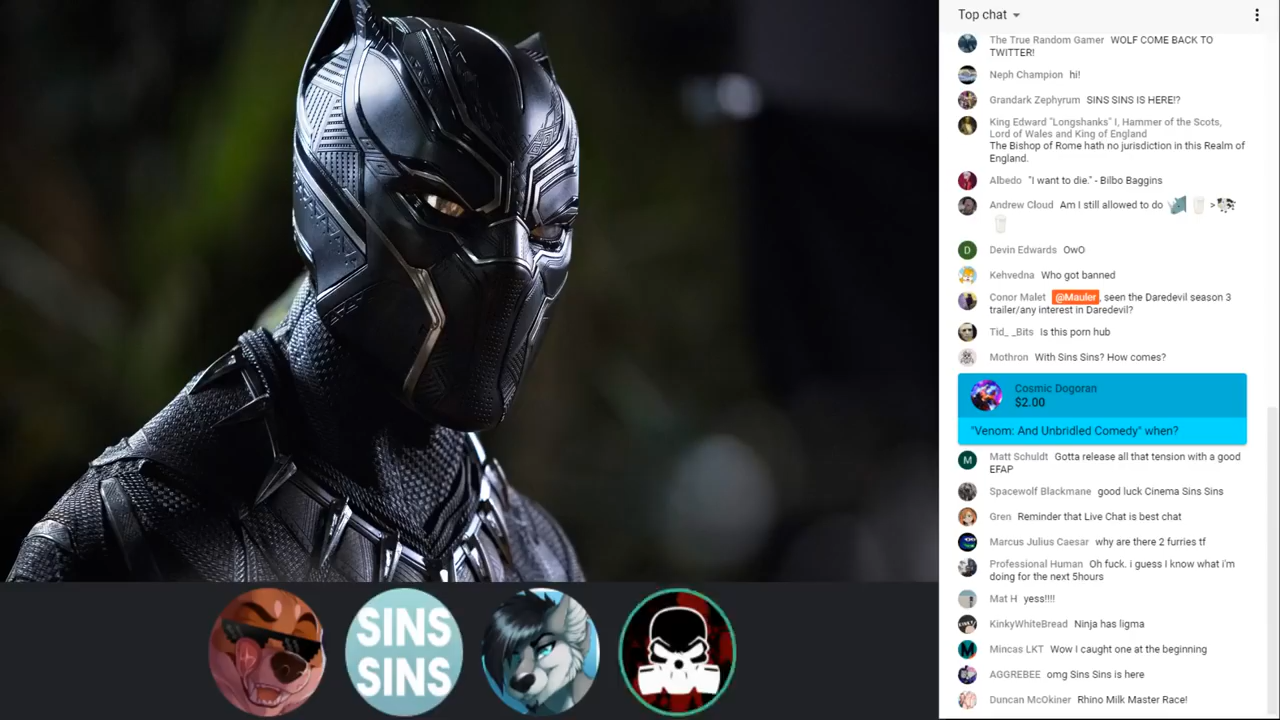 Top chat
The True Random Gamer WOLF COME BACK TO
TWITTER!
Neph Champion hi!
Grandark Zephyrum SINS SINS IS HERE!?
King Edward "Longshanks" I, Hammer of the Scots,
Lord of Wales and King of England
The Bishop of Rome hath no jurisdiction in this Realm of
England.
Albedo "I want to die." - Bilbo Baggins
Andrew Cloud Am I still allowed to do >
D
Devin Edwards OwO
Kehvedna Who got banned
Conor Malet @Mauler, seen the Daredevil season 3
trailer/any interest in Daredevil?
Tid_ _Bits Is this porn hub
Mothron With Sins Sins? How comes?
Cosmic Dogoran
$2.00
"Venom: And Unbridled Comedy" when?
M
Matt Schuldt Gotta release all that tension with a good
EFAP
Spacewolf Blackmane good luck Cinema Sins Sins
Gren Reminder that Live Chat is best chat
Marcus Julius Caesar why are there 2 furries tf
Professional Human Oh fuck. i guess I know what i'm
doing for the next 5hours
Mat H yess!!!!
KinkyWhiteBread Ninja has ligma
Mincas LKT Wow I caught one at the beginning
AGGREBEE omg Sins Sins is here
Duncan McOkiner Rhino Milk Master Race!
SINS
SINS